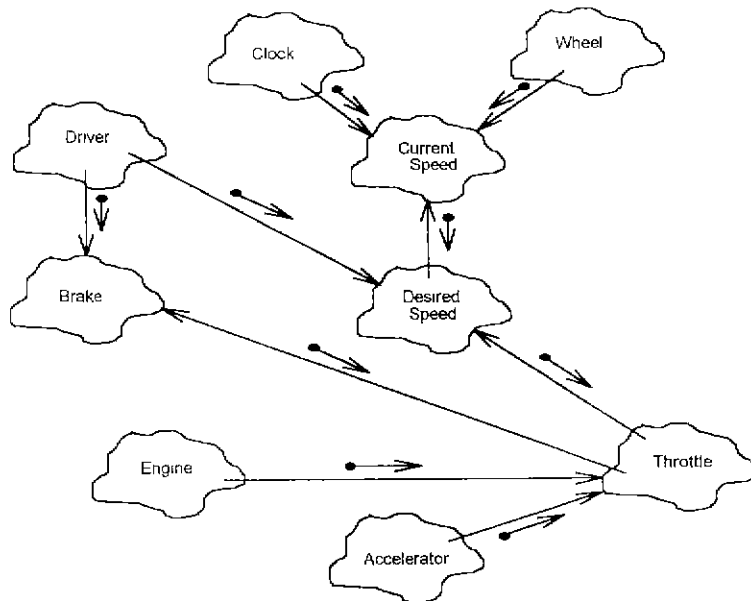 Clock
Wheel
Driver
Current
Speed
Brake
Desired
Speed
Engine
Throttle
Accelerator